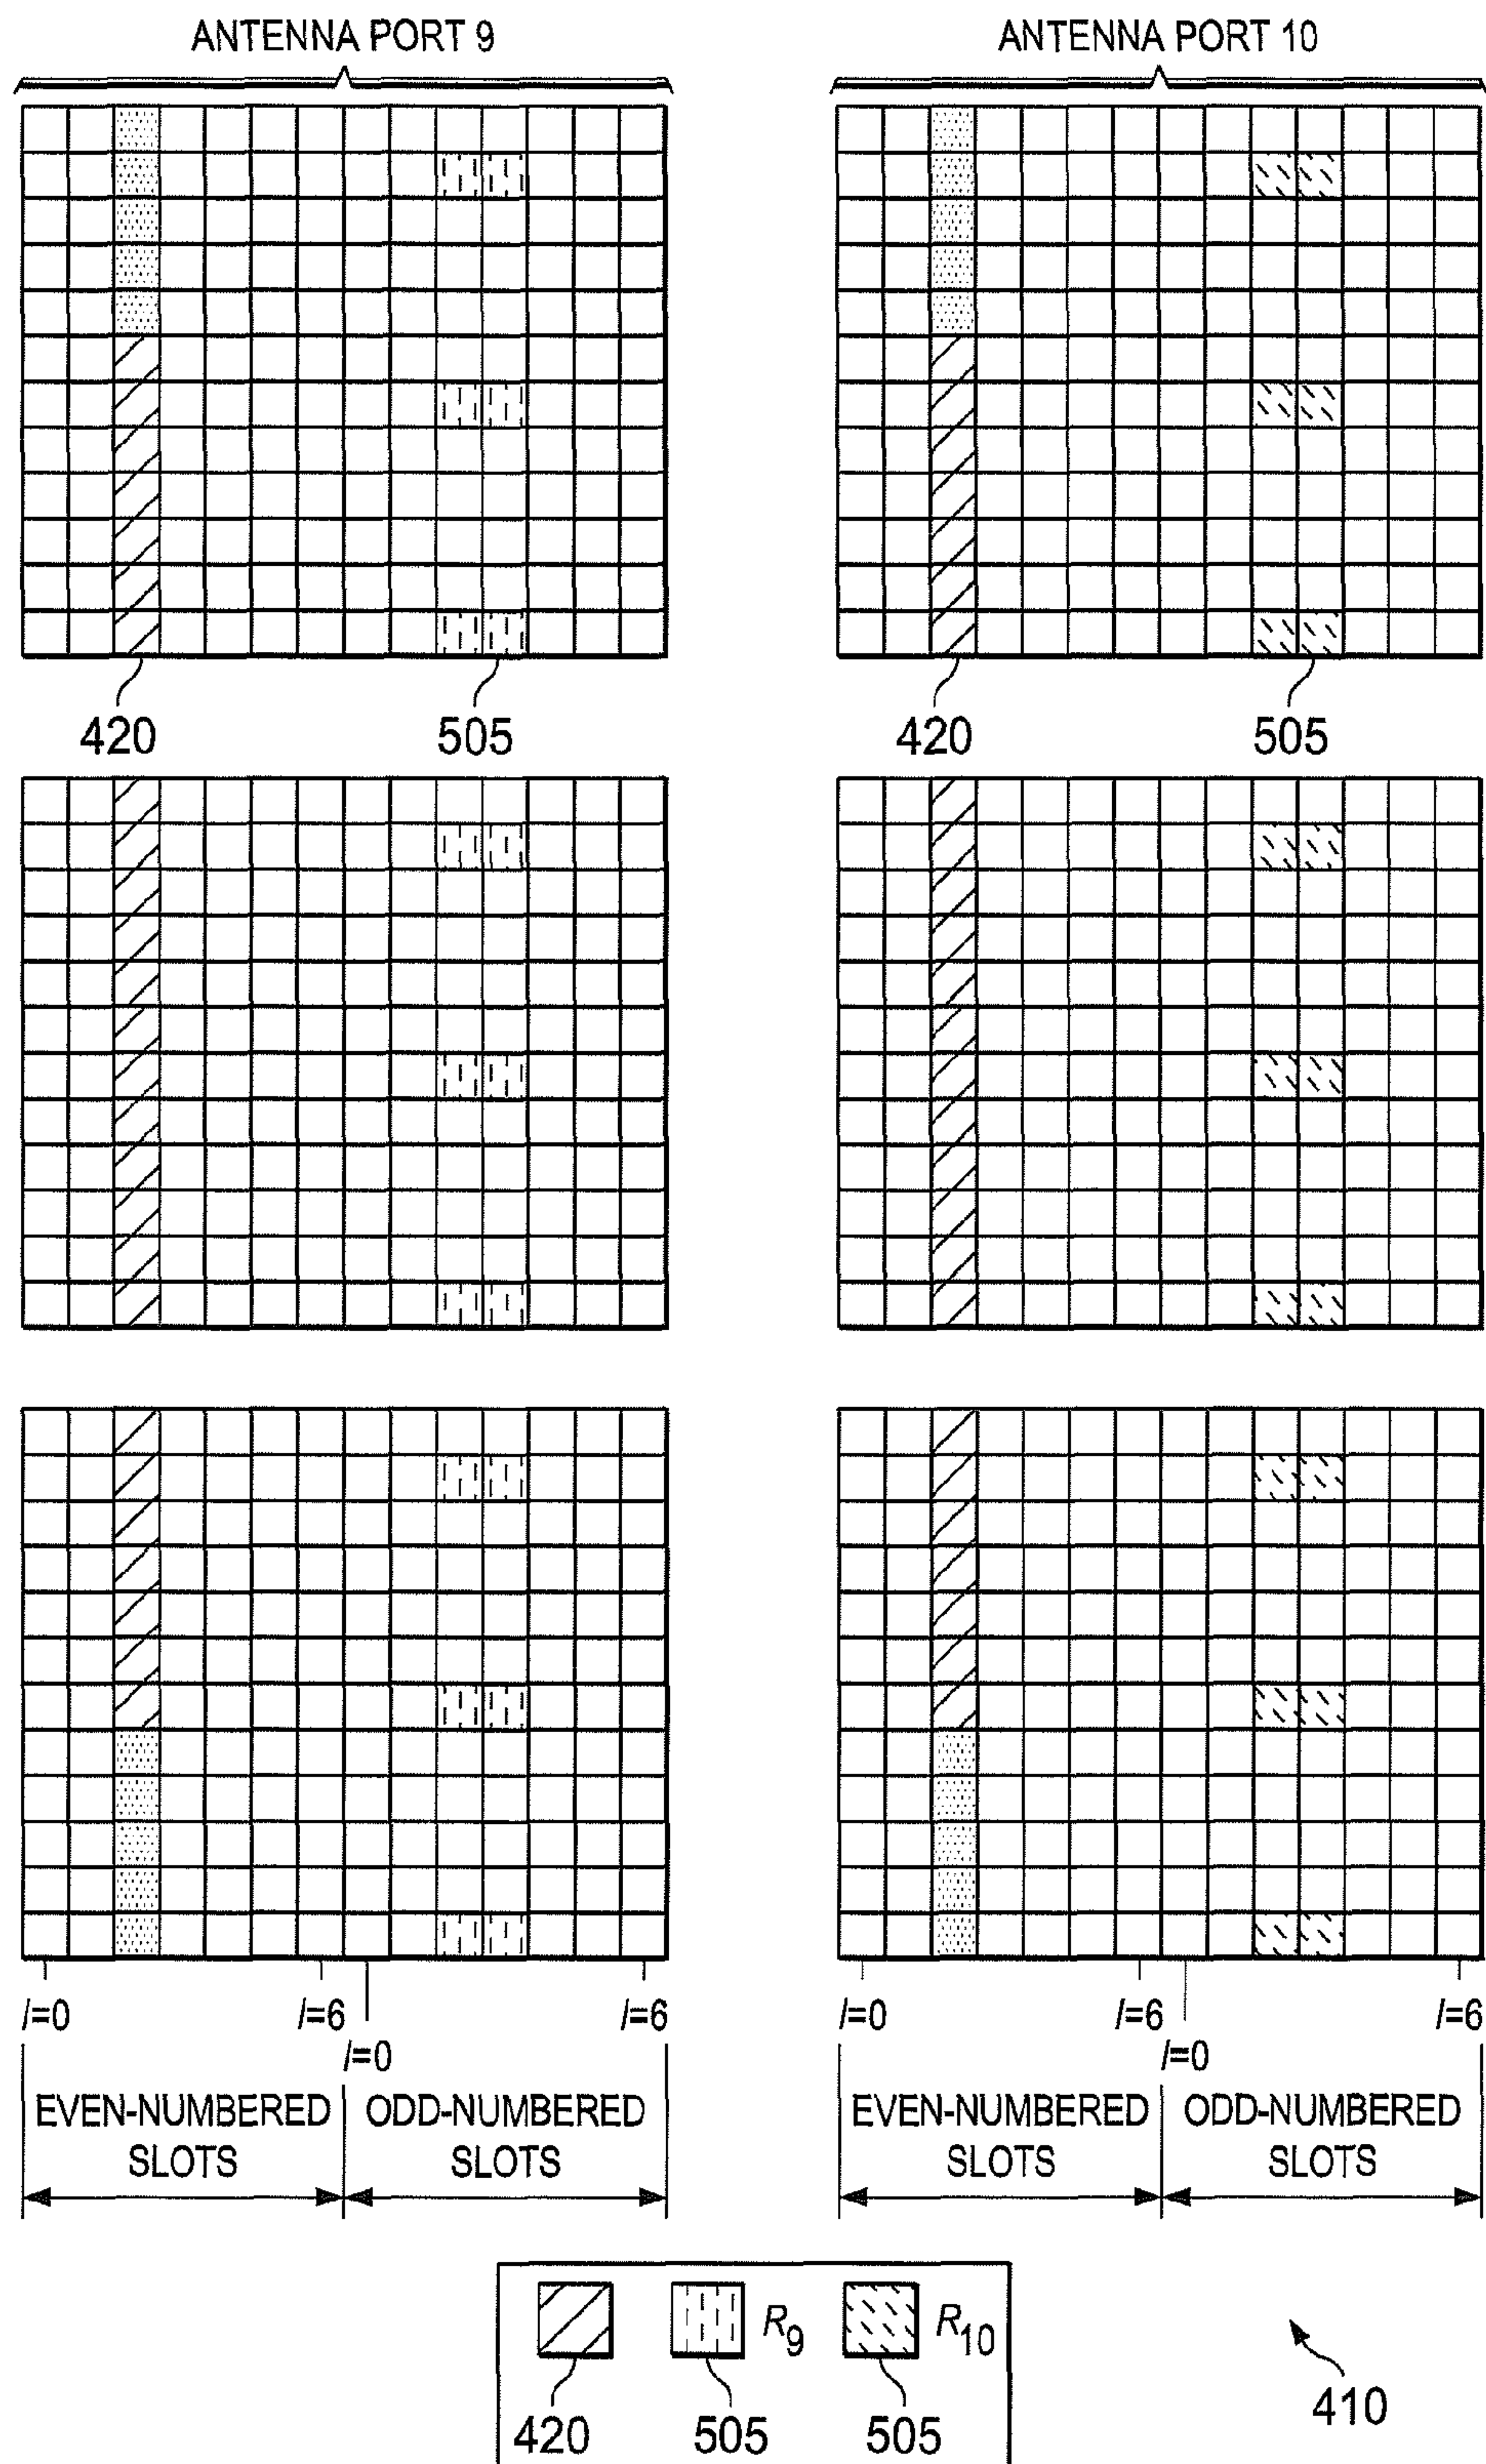 ANTENNA PORT 9 ANTENNA PORT 10
420 505 420 505
l=0 l=6 l=6 l=0 l=6 l=6
l=0 l=0
EVEN-NUMBERED ODD-NUMBERED EVEN-NUMBERED ODD-NUMBERED
SLOTS SLOTS SLOTS SLOTS
R9 R10
420 505 505
410